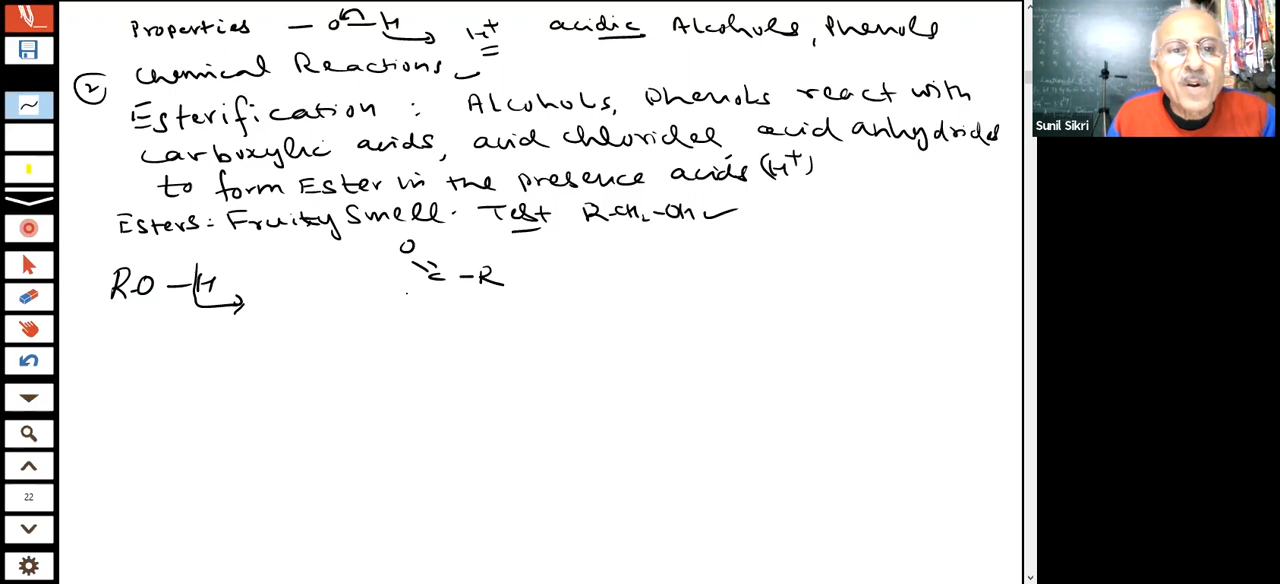 Properties — O—H H⁺ acidic Alcohols, Phenols
② Chemical Reactions
Esterification : Alcohols, phenols react with
carboxylic acids, acid chlorides acid anhydrides
to form Ester in the presence acids (H⁺)
Esters: Fruity Smell. Test R-CH₂-OH ✓
O
RO—H C—R
Sunil Sikri
22